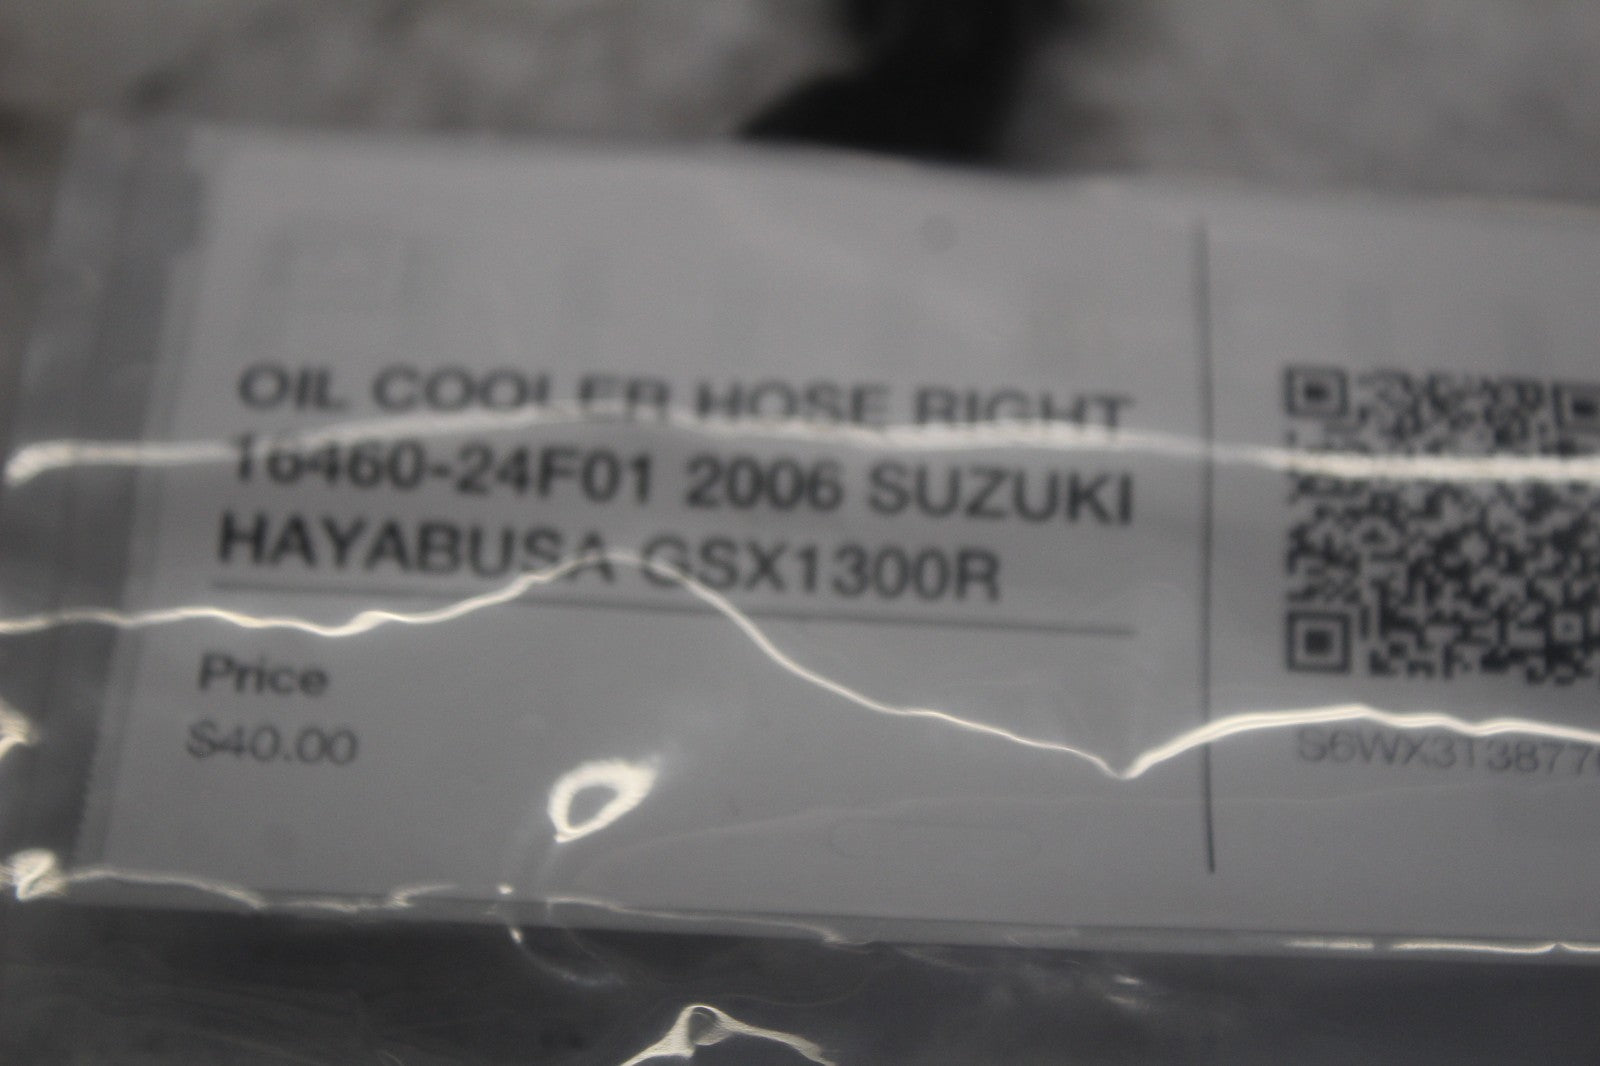 OIL COOLER HOSE RIGHT
16460-24F01 2006 SUZUKI
HAYABUSA GSX1300R
Price
$40.00